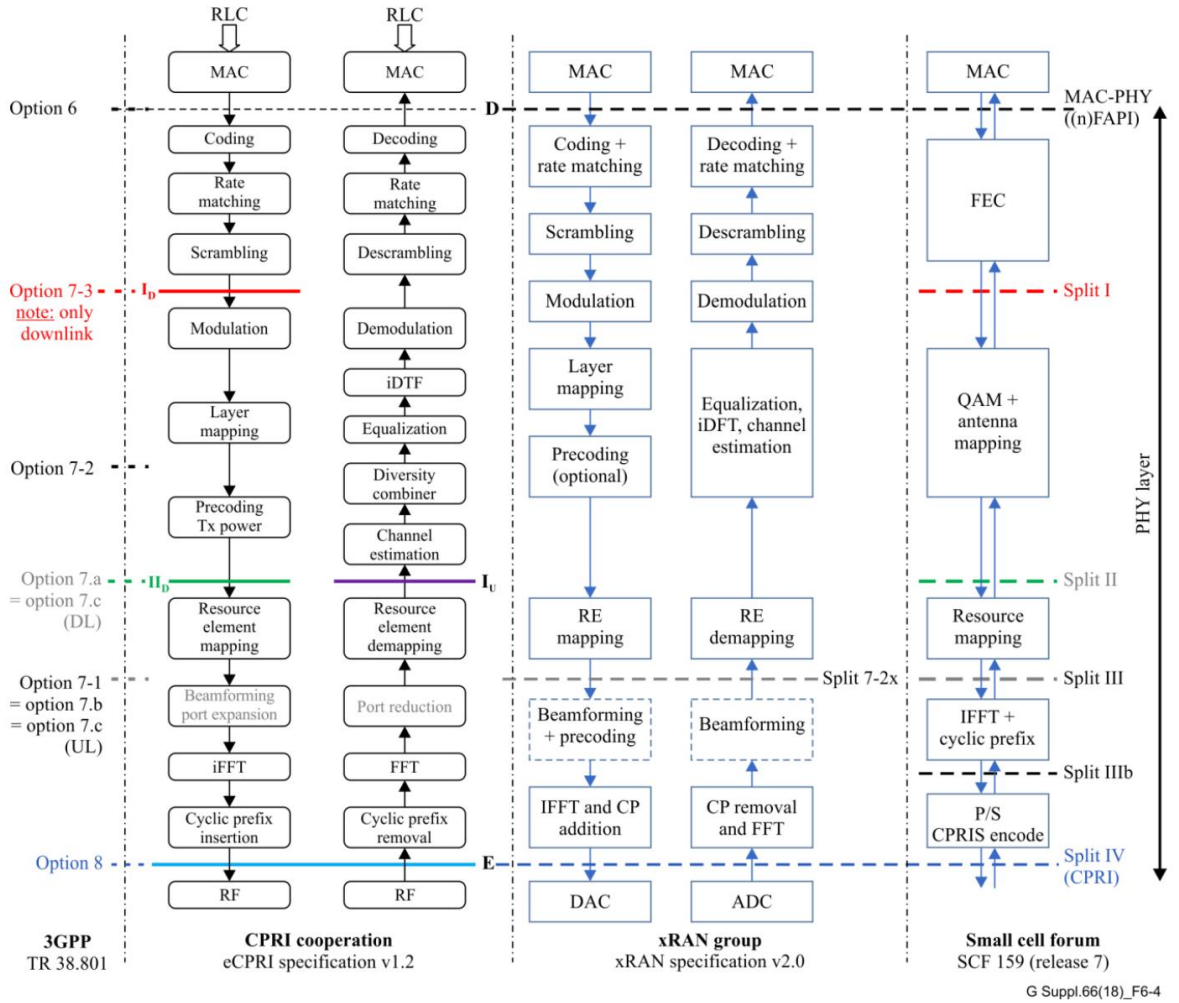 RLC
RLC
MAC
MAC
MAC
MAC
MAC
Option 6
D
MAC-PHY
((n)FAPI)
Coding
Decoding
Coding +
rate matching
Decoding +
rate matching
FEC
Rate
matching
Rate
matching
Scrambling
Descrambling
Scrambling
Descrambling
Option 7-3
note: only
downlink
I_D
Split I
Modulation
Demodulation
Modulation
Demodulation
iDTF
Layer
mapping
Equalization
Layer
mapping
Equalization,
iDFT, channel
estimation
QAM +
antenna
mapping
Option 7-2
Diversity
combiner
Precoding
(optional)
PHY layer
Precoding
Tx power
Channel
estimation
Option 7.a
= option 7.c
(DL)
II_D
I_U
Split II
Resource
element
mapping
Resource
element
demapping
RE
mapping
RE
demapping
Resource
mapping
Option 7-1
= option 7.b
= option 7.c
(UL)
Split 7-2x
Split III
Beamforming
port expansion
Port reduction
Beamforming
+ precoding
Beamforming
IFFT +
cyclic prefix
iFFT
FFT
Split IIIb
Cyclic prefix
insertion
Cyclic prefix
removal
IFFT and CP
addition
CP removal
and FFT
P/S
CPRIS encode
Option 8
E
Split IV
(CPRI)
RF
RF
DAC
ADC
3GPP
TR 38.801
CPRI cooperation
eCPRI specification v1.2
xRAN group
xRAN specification v2.0
Small cell forum
SCF 159 (release 7)
G Suppl.66(18)_F6-4